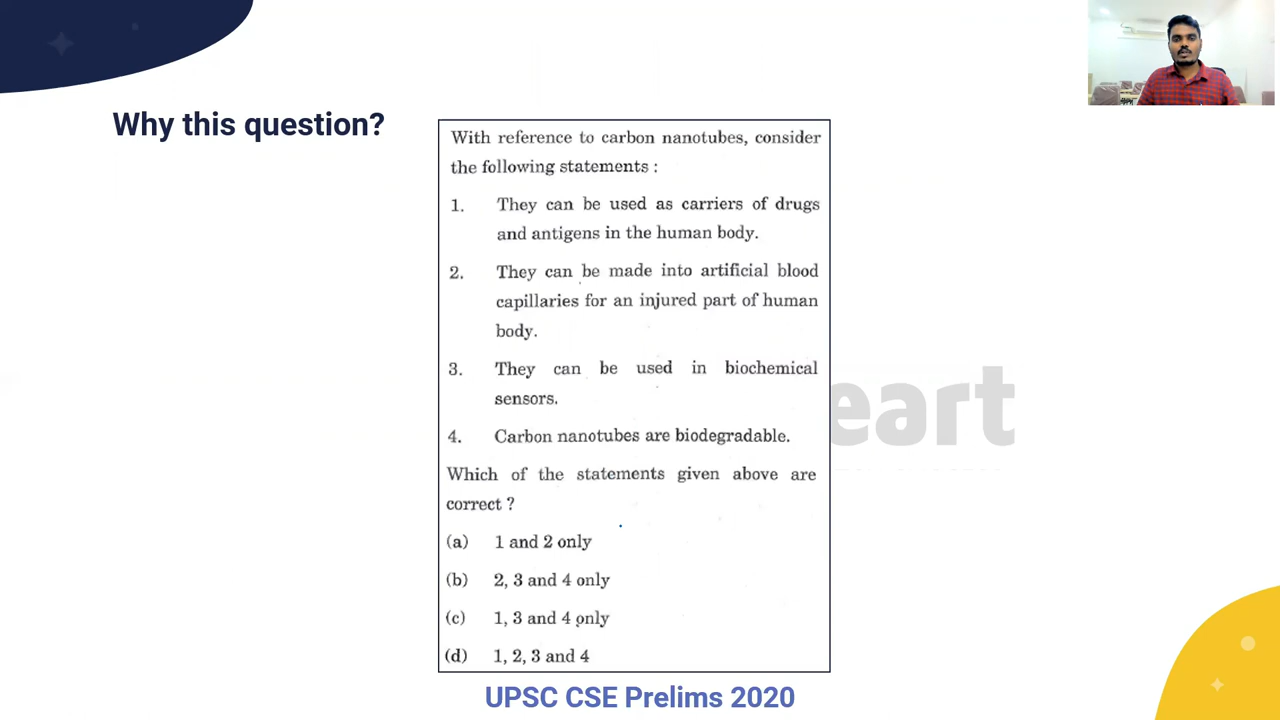 Why this question?
With reference to carbon nanotubes, consider
the following statements :
1. They can be used as carriers of drugs
and antigens in the human body.
2. They can be made into artificial blood
capillaries for an injured part of human
body.
3. They can be used in biochemical
sensors.
4. Carbon nanotubes are biodegradable.
Which of the statements given above are
correct ?
(a) 1 and 2 only
(b) 2, 3 and 4 only
(c) 1, 3 and 4 only
(d) 1, 2, 3 and 4
eart
UPSC CSE Prelims 2020